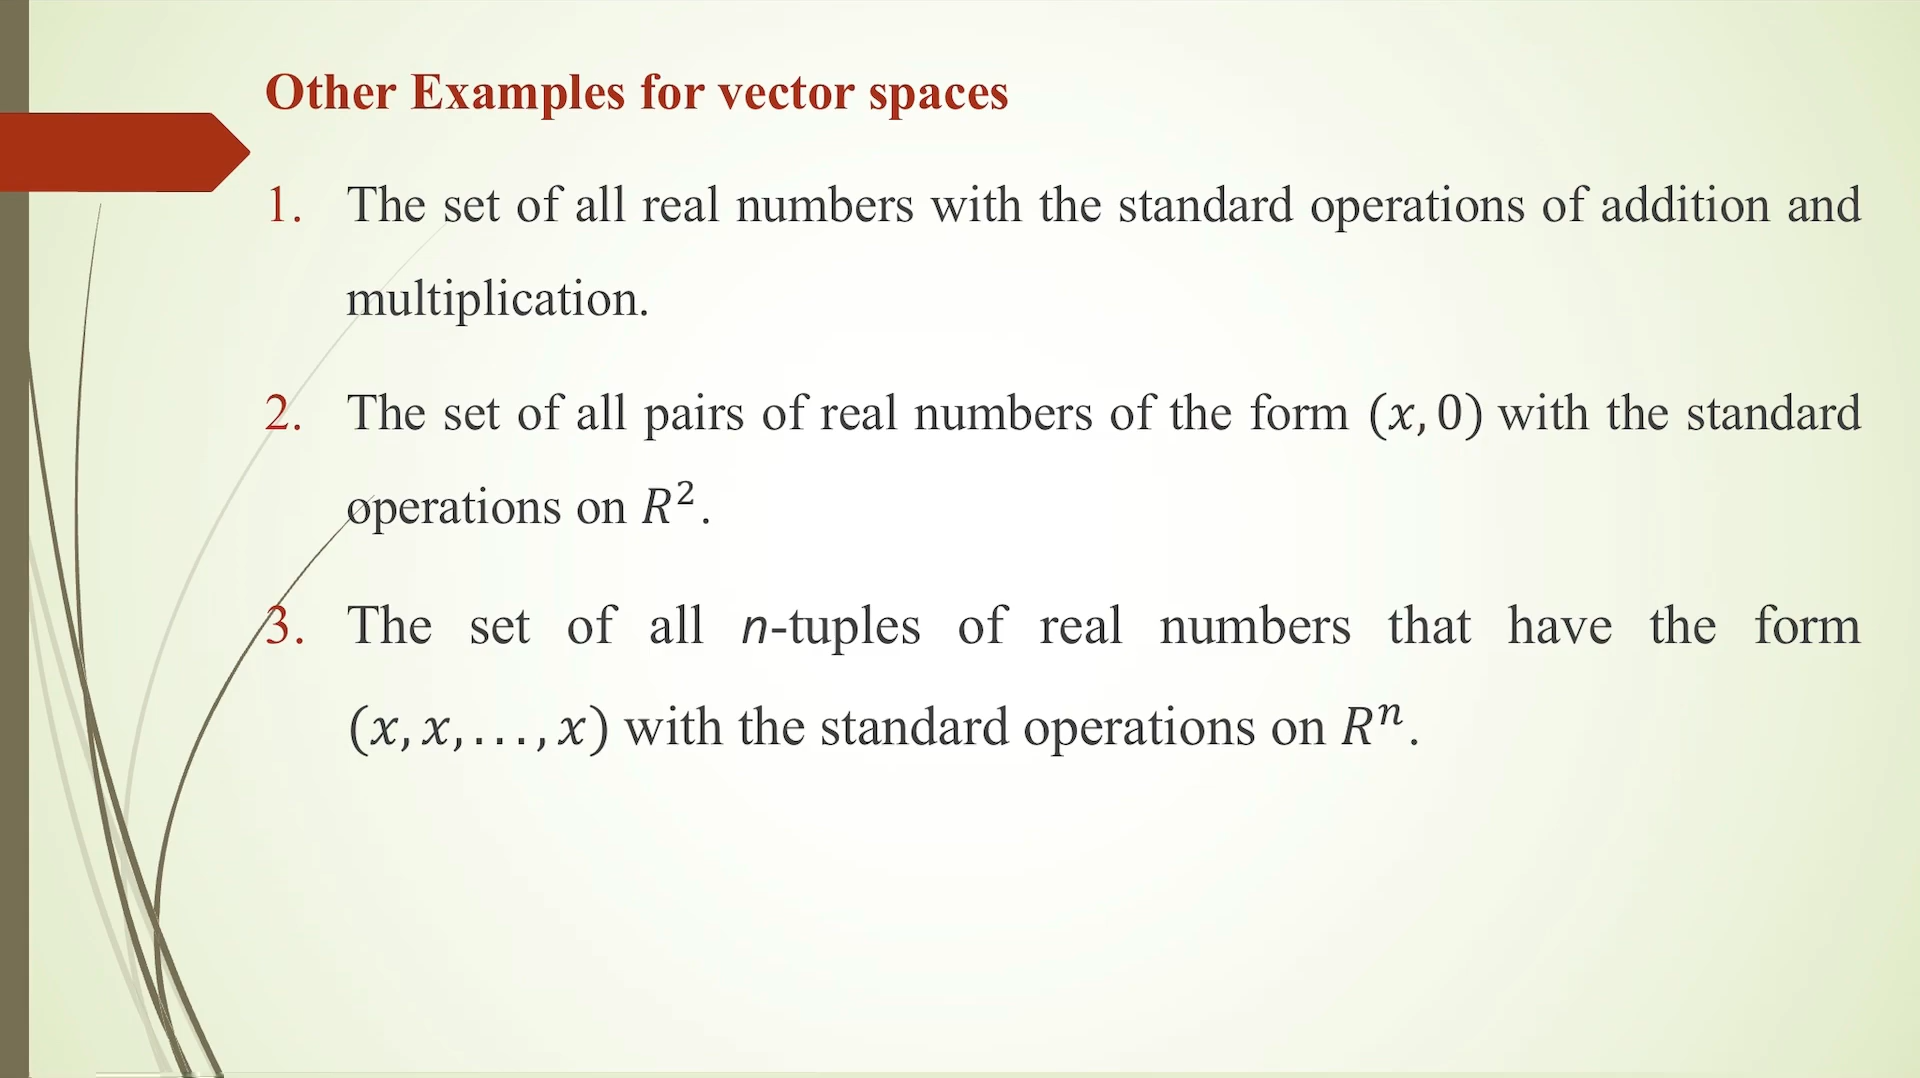 Other Examples for vector spaces
1. The set of all real numbers with the standard operations of addition and
multiplication.
2. The set of all pairs of real numbers of the form (x, 0) with the standard
operations on R².
3. The set of all n-tuples of real numbers that have the form
(x, x, . . . , x) with the standard operations on Rⁿ.